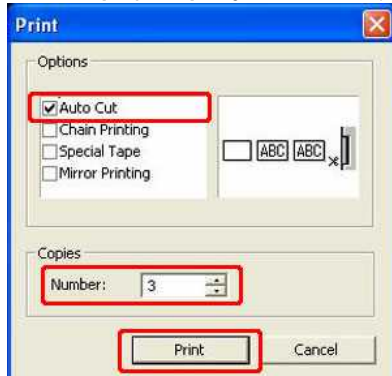 Print
Options
Auto Cut
Chain Printing
Special Tape
Mirror Printing
ABC ABC
Copies
Number: 3
Print Cancel